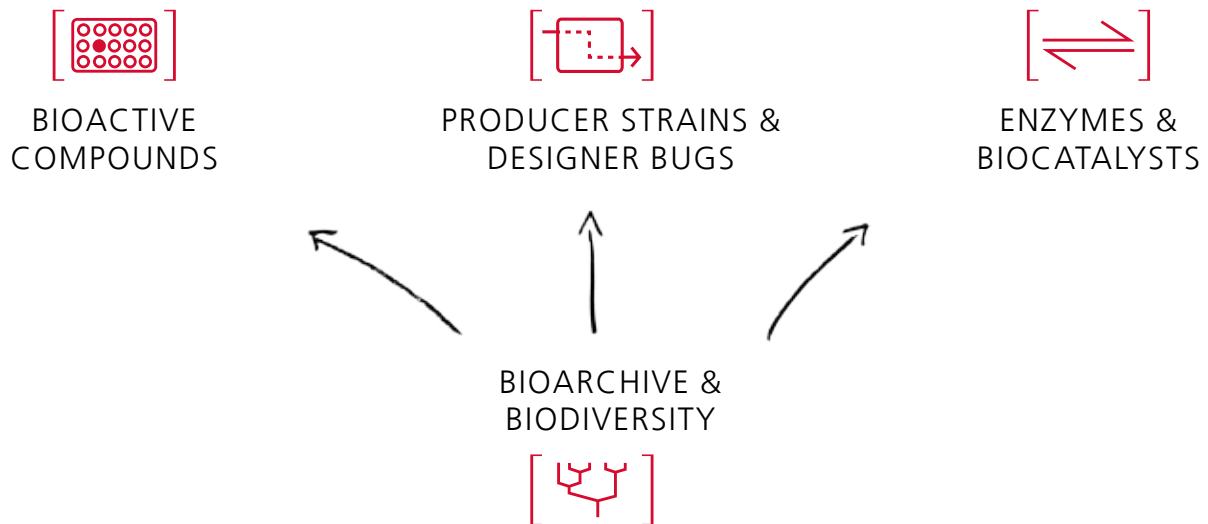 BIOACTIVE
COMPOUNDS
PRODUCER STRAINS &
DESIGNER BUGS
ENZYMES &
BIOCATALYSTS
BIOARCHIVE &
BIODIVERSITY